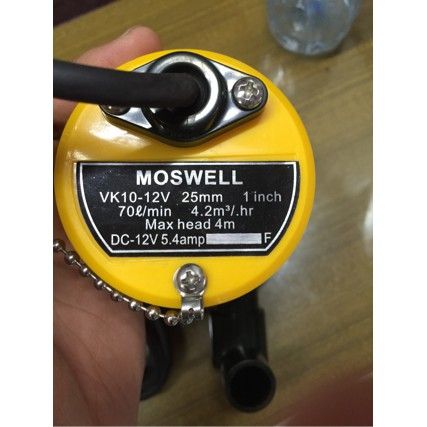 MOSWELL
VK10-12V 25mm 1 inch
70ℓ/min 4.2m³/.hr
Max head 4m
DC-12V 5.4amp F